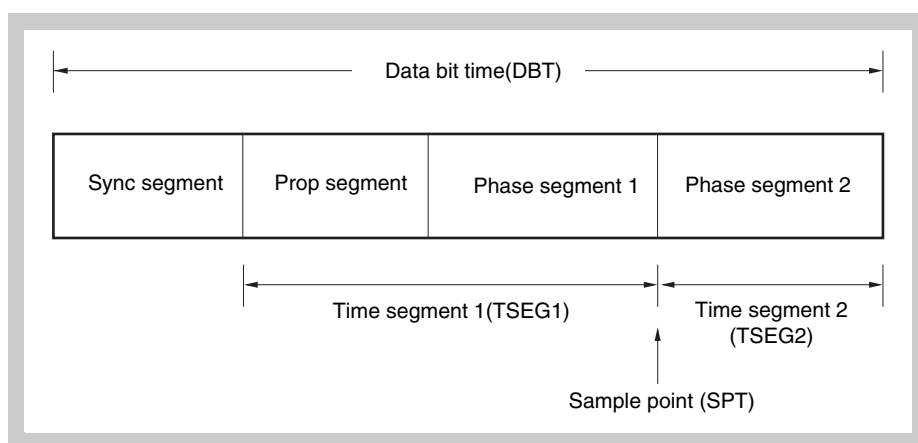 Data bit time(DBT)
Sync segment
Prop segment
Phase segment 1
Phase segment 2
Time segment 1(TSEG1)
Time segment 2
(TSEG2)
Sample point (SPT)